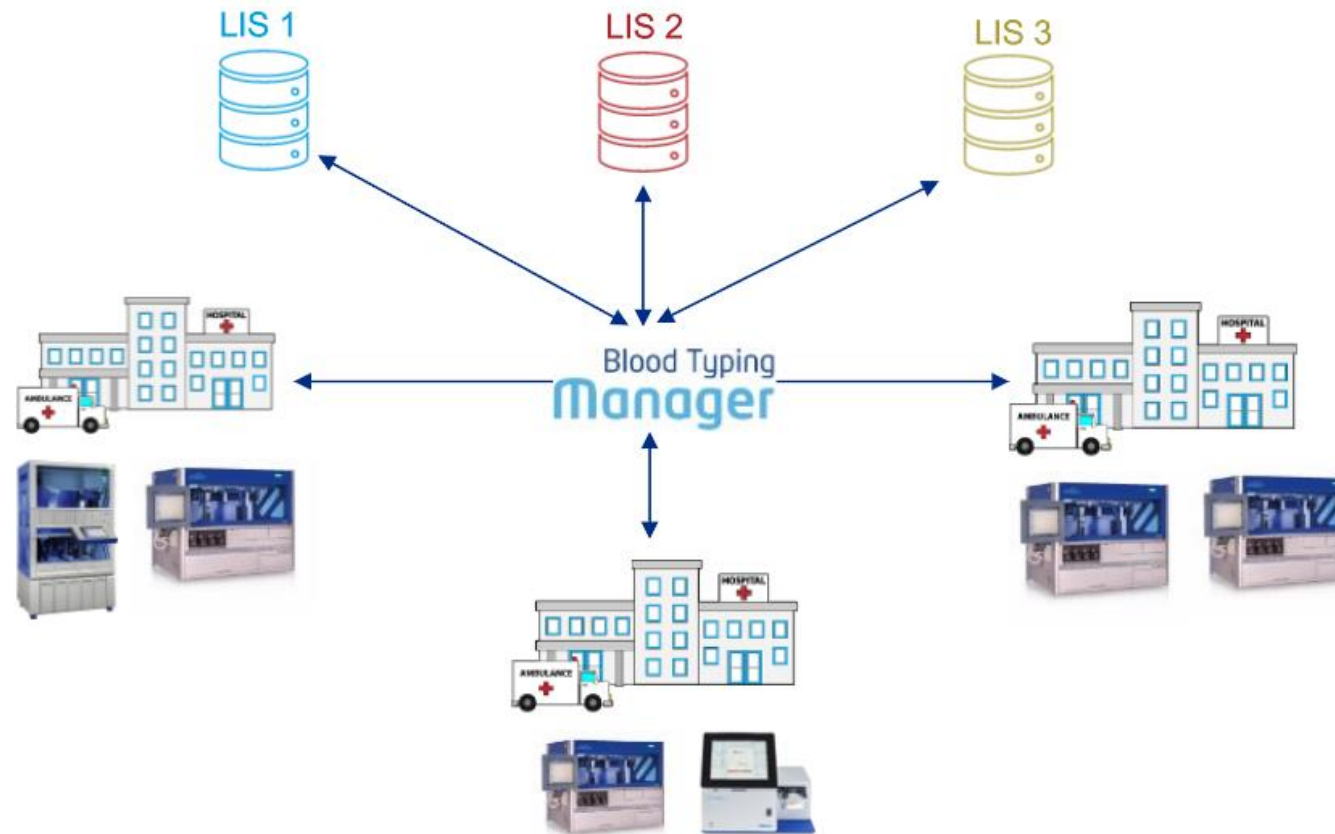 LIS 1
LIS 2
LIS 3
HOSPITAL
AMBULANCE
Blood Typing
Manager
HOSPITAL
AMBULANCE
HOSPITAL
AMBULANCE